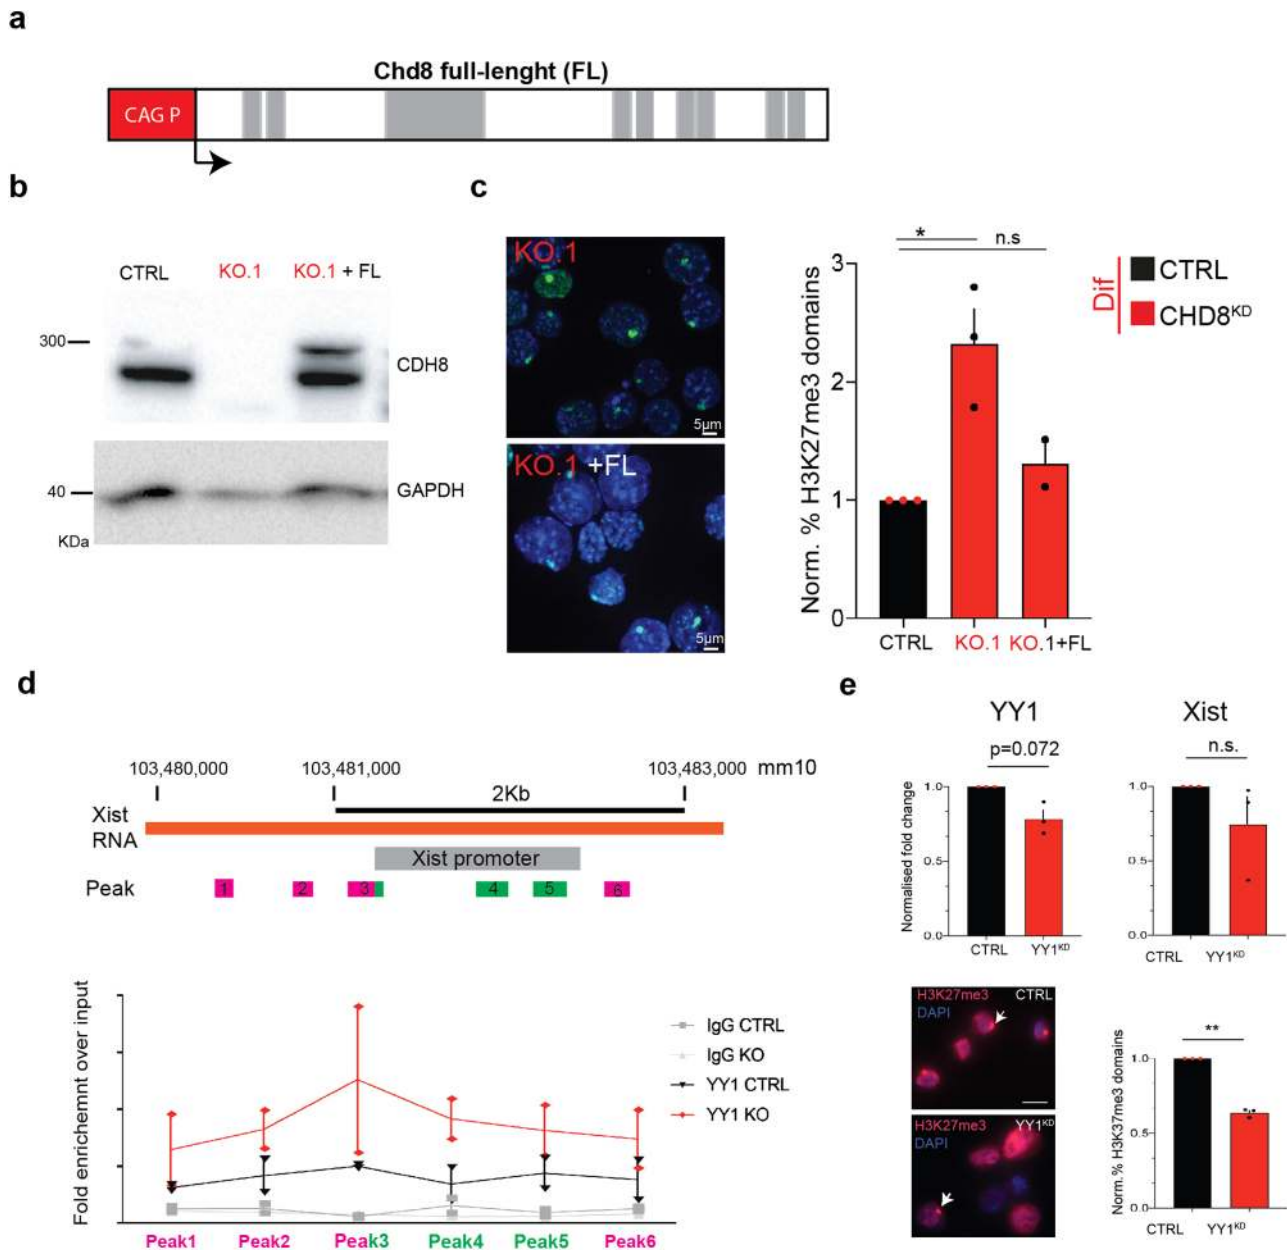 a
Chd8 full-lenght (FL)
CAG P
b
CTRL KO.1 KO.1 + FL
300
CDH8
40
GAPDH
KDa
c
KO.1
5µm
KO.1 +FL
5µm
Norm. % H3K27me3 domains
3
2
1
0
*
n.s
CTRL KO.1 KO.1+FL
Dif
CTRL
CHD8KD
d
103,480,000 103,481,000 103,483,000 mm10
2Kb
Xist
RNA
Xist promoter
Peak
1 2 3 4 5 6
Fold enrichemnt over input
IgG CTRL
IgG KO
YY1 CTRL
YY1 KO
Peak1 Peak2 Peak3 Peak4 Peak5 Peak6
e
YY1
p=0.072
Normalised fold change
1.0
0.5
0.0
CTRL YY1KD
Xist
n.s.
1.0
0.5
0.0
CTRL YY1KD
H3K27me3 CTRL
DAPI
H3K27me3 YY1KD
DAPI
Norm.% H3K37me3 domains
**
1.0
0.5
0.0
CTRL YY1KD